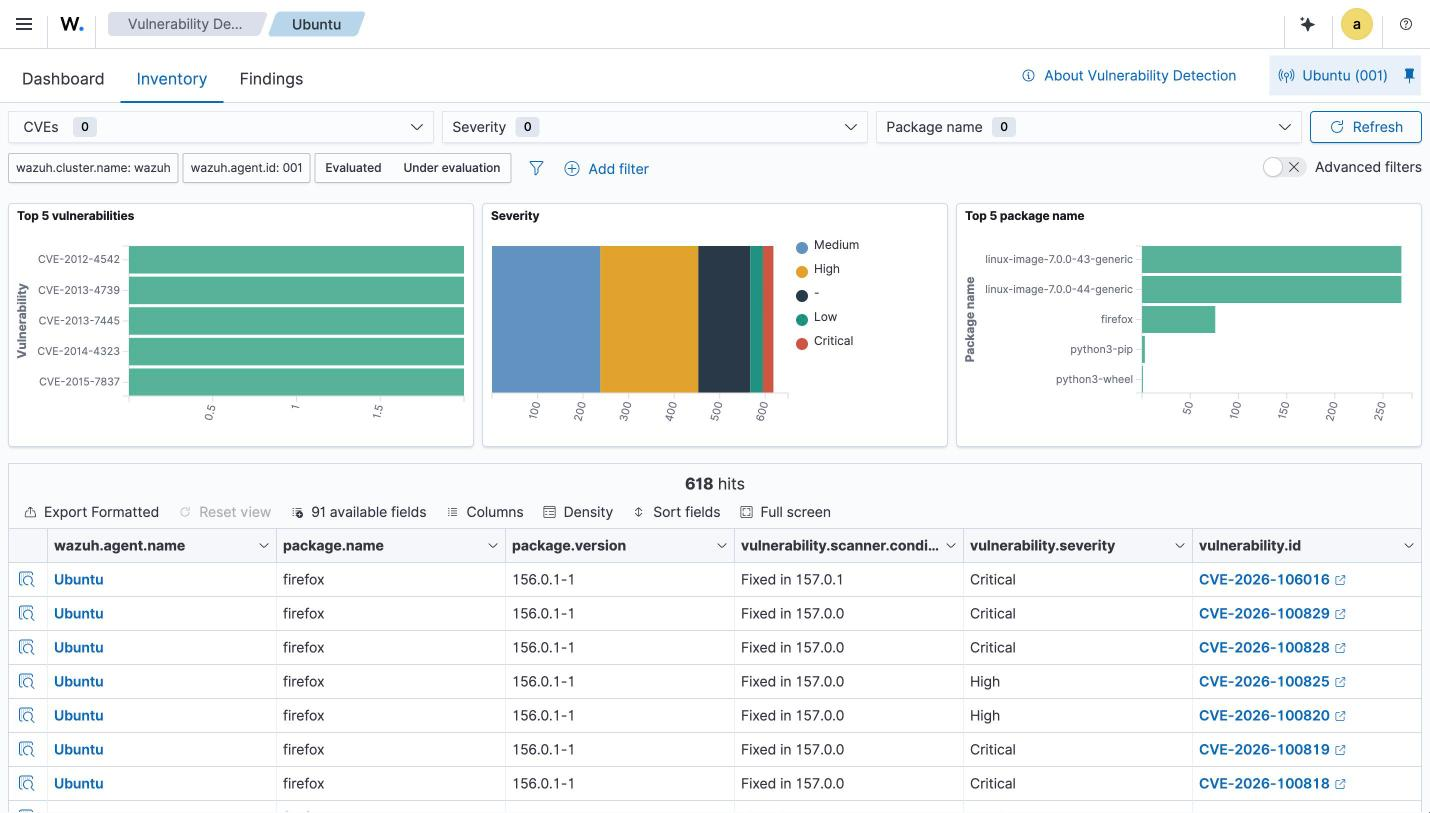 W. Vulnerability De... Ubuntu a
Dashboard Inventory Findings About Vulnerability Detection Ubuntu (001)
CVEs 0 Severity 0 Package name 0 Refresh
wazuh.cluster.name: wazuh wazuh.agent.id: 001 Evaluated Under evaluation Add filter Advanced filters
Top 5 vulnerabilities
Vulnerability
CVE-2012-4542
CVE-2013-4739
CVE-2013-7445
CVE-2014-4323
CVE-2015-7837
0.5 1 1.5
Severity
Medium
High
-
Low
Critical
100 200 300 400 500 600
Top 5 package name
Package name
linux-image-7.0.0-43-generic
linux-image-7.0.0-44-generic
firefox
python3-pip
python3-wheel
50 100 150 200 250
618 hits
Export Formatted Reset view 91 available fields Columns Density Sort fields Full screen
wazuh.agent.name package.name package.version vulnerability.scanner.condi... vulnerability.severity vulnerability.id
Ubuntu firefox 156.0.1-1 Fixed in 157.0.1 Critical CVE-2026-106016
Ubuntu firefox 156.0.1-1 Fixed in 157.0.0 Critical CVE-2026-100829
Ubuntu firefox 156.0.1-1 Fixed in 157.0.0 Critical CVE-2026-100828
Ubuntu firefox 156.0.1-1 Fixed in 157.0.0 High CVE-2026-100825
Ubuntu firefox 156.0.1-1 Fixed in 157.0.0 High CVE-2026-100820
Ubuntu firefox 156.0.1-1 Fixed in 157.0.0 Critical CVE-2026-100819
Ubuntu firefox 156.0.1-1 Fixed in 157.0.0 Critical CVE-2026-100818